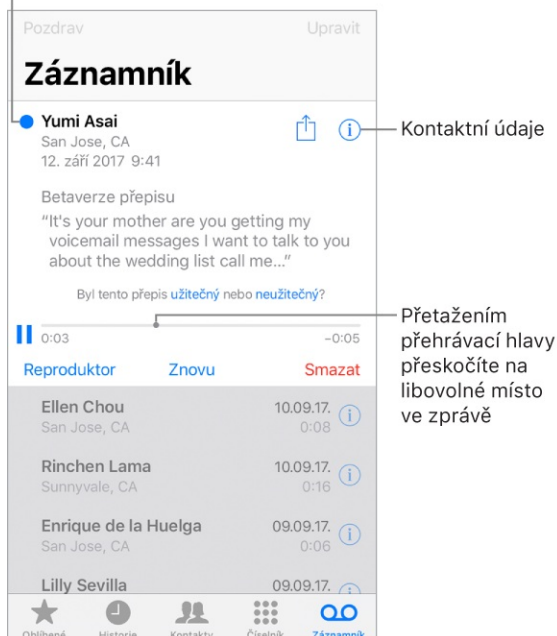 Pozdrav Upravit
Záznamník
Yumi Asai
San Jose, CA
12. září 2017 9:41
Kontaktní údaje
Betaverze přepisu
“It's your mother are you getting my
voicemail messages I want to talk to you
about the wedding list call me...”
Byl tento přepis užitečný nebo neužitečný?
0:03 −0:05
Přetažením
přehrávací hlavy
přeskočíte na
libovolné místo
ve zprávě
Reproduktor Znovu Smazat
Ellen Chou 10.09.17.
San Jose, CA 0:08
Rinchen Lama 10.09.17.
Sunnyvale, CA 0:16
Enrique de la Huelga 09.09.17.
San Jose, CA 0:06
Lilly Sevilla 09.09.17.
Oblíbené Historie Kontakty Číselník Záznamník